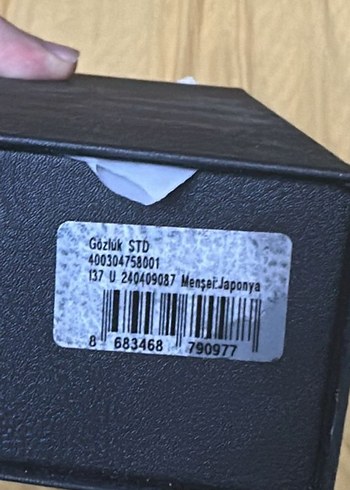 Gözlük STD
400304758001
137 U 240409087 Menşei:Japonya
8 683468 790977